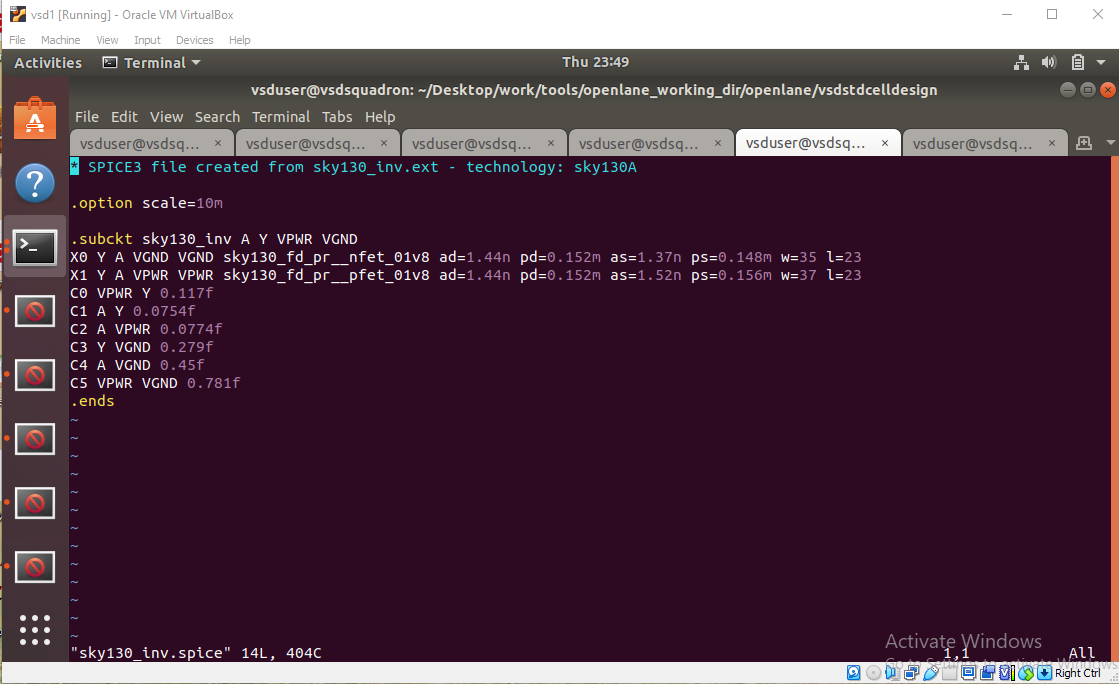 vsd1 [Running] - Oracle VM VirtualBox
File Machine View Input Devices Help
Activities Terminal Thu 23:49
vsduser@vsdsquadron: ~/Desktop/work/tools/openlane_working_dir/openlane/vsdstdcelldesign
File Edit View Search Terminal Tabs Help
vsduser@vsdsq... × vsduser@vsdsq... × vsduser@vsdsq... × vsduser@vsdsq... × vsduser@vsdsq... × vsduser@vsdsq... ×
* SPICE3 file created from sky130_inv.ext - technology: sky130A
.option scale=10m
.subckt sky130_inv A Y VPWR VGND
X0 Y A VGND VGND sky130_fd_pr__nfet_01v8 ad=1.44n pd=0.152m as=1.37n ps=0.148m w=35 l=23
X1 Y A VPWR VPWR sky130_fd_pr__pfet_01v8 ad=1.44n pd=0.152m as=1.52n ps=0.156m w=37 l=23
C0 VPWR Y 0.117f
C1 A Y 0.0754f
C2 A VPWR 0.0774f
C3 Y VGND 0.279f
C4 A VGND 0.45f
C5 VPWR VGND 0.781f
.ends
~
~
~
~
~
~
~
~
~
~
~
~
~
"sky130_inv.spice" 14L, 404C 1,1 All
Activate Windows
Go to Settings to activate Windows
Right Ctrl